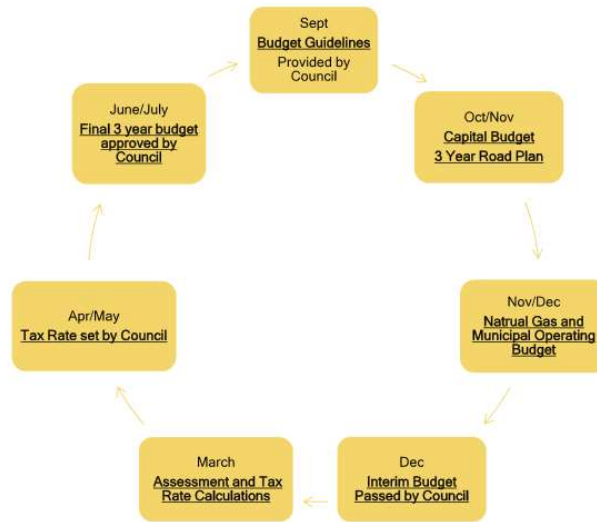 Sept
Budget Guidelines
Provided by
Council
Oct/Nov
Capital Budget
3 Year Road Plan
Nov/Dec
Natrual Gas and
Municipal Operating
Budget
Dec
Interim Budget
Passed by Council
March
Assessment and Tax
Rate Calculations
Apr/May
Tax Rate set by Council
June/July
Final 3 year budget
approved by
Council